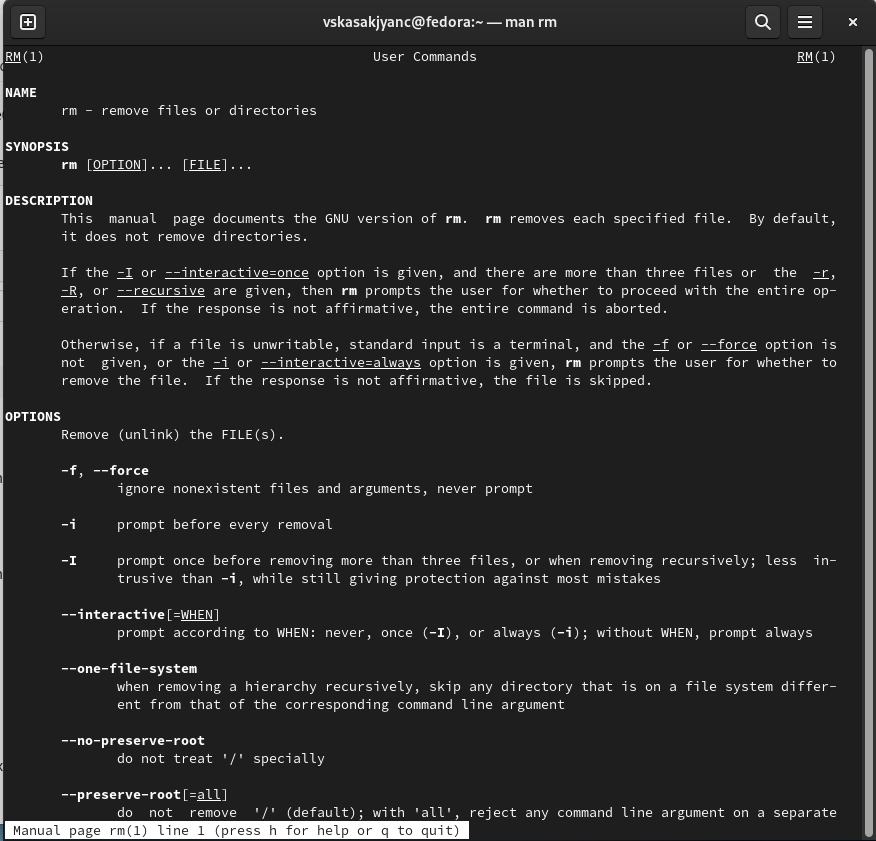 vskasakjyanc@fedora:~ — man rm
RM(1) User Commands RM(1)
NAME
rm - remove files or directories
SYNOPSIS
rm [OPTION]... [FILE]...
DESCRIPTION
This manual page documents the GNU version of rm. rm removes each specified file. By default,
it does not remove directories.
If the -I or --interactive=once option is given, and there are more than three files or the -r,
-R, or --recursive are given, then rm prompts the user for whether to proceed with the entire op-
eration. If the response is not affirmative, the entire command is aborted.
Otherwise, if a file is unwritable, standard input is a terminal, and the -f or --force option is
not given, or the -i or --interactive=always option is given, rm prompts the user for whether to
remove the file. If the response is not affirmative, the file is skipped.
OPTIONS
Remove (unlink) the FILE(s).
-f, --force
ignore nonexistent files and arguments, never prompt
-i prompt before every removal
-I prompt once before removing more than three files, or when removing recursively; less in-
trusive than -i, while still giving protection against most mistakes
--interactive[=WHEN]
prompt according to WHEN: never, once (-I), or always (-i); without WHEN, prompt always
--one-file-system
when removing a hierarchy recursively, skip any directory that is on a file system differ-
ent from that of the corresponding command line argument
--no-preserve-root
do not treat '/' specially
--preserve-root[=all]
do not remove '/' (default); with 'all', reject any command line argument on a separate
Manual page rm(1) line 1 (press h for help or q to quit)